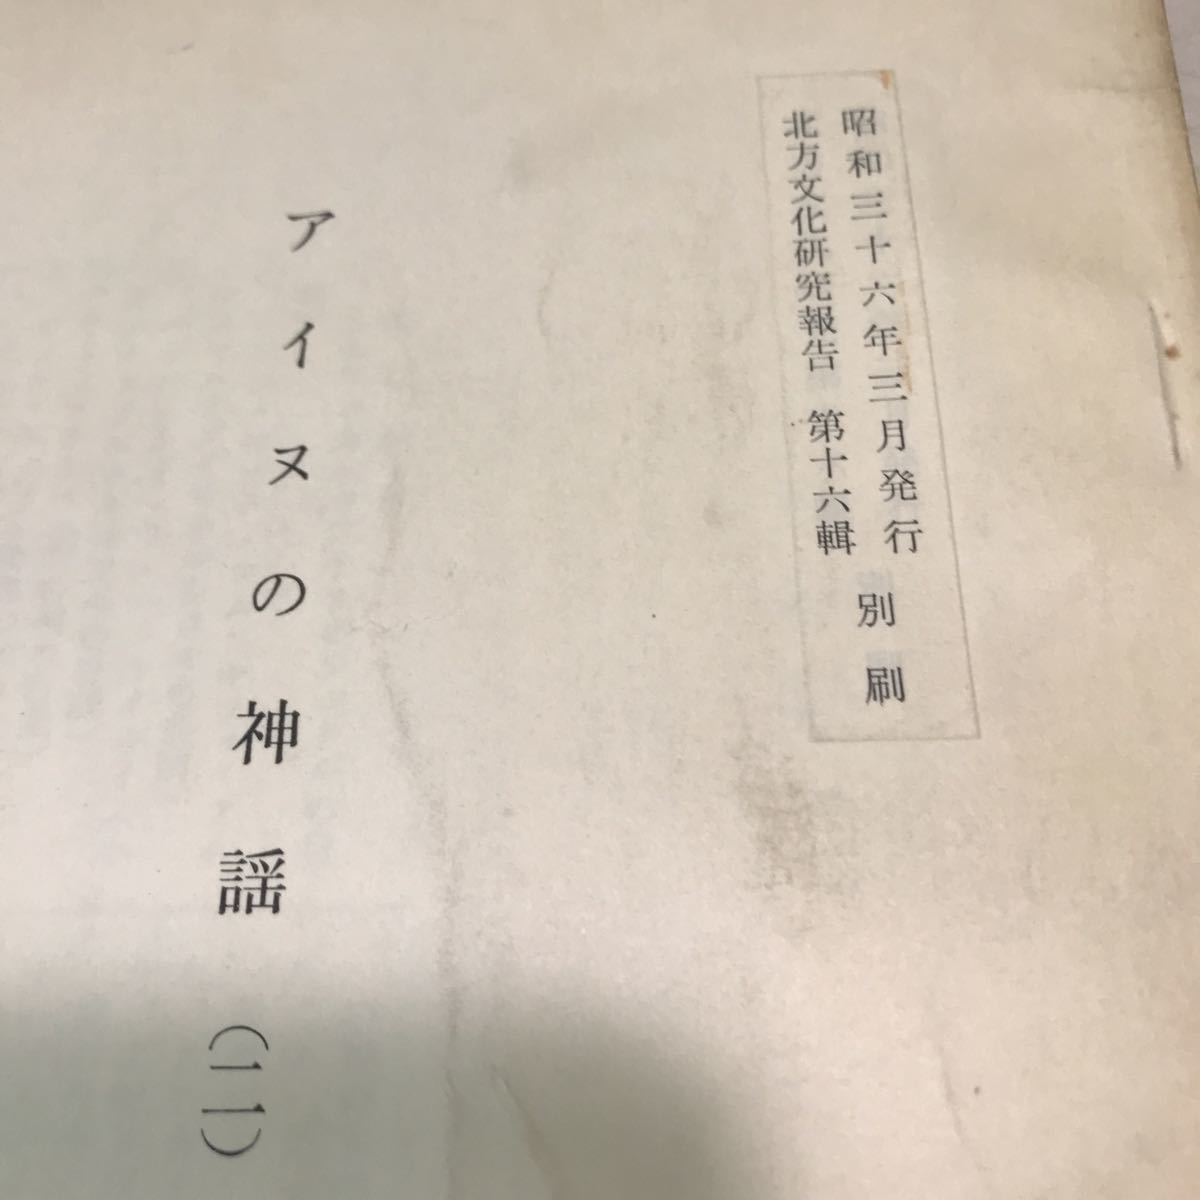 昭和三十六年三月発行
北方文化研究報告 第十六輯 別刷
アイヌの神謡(二)